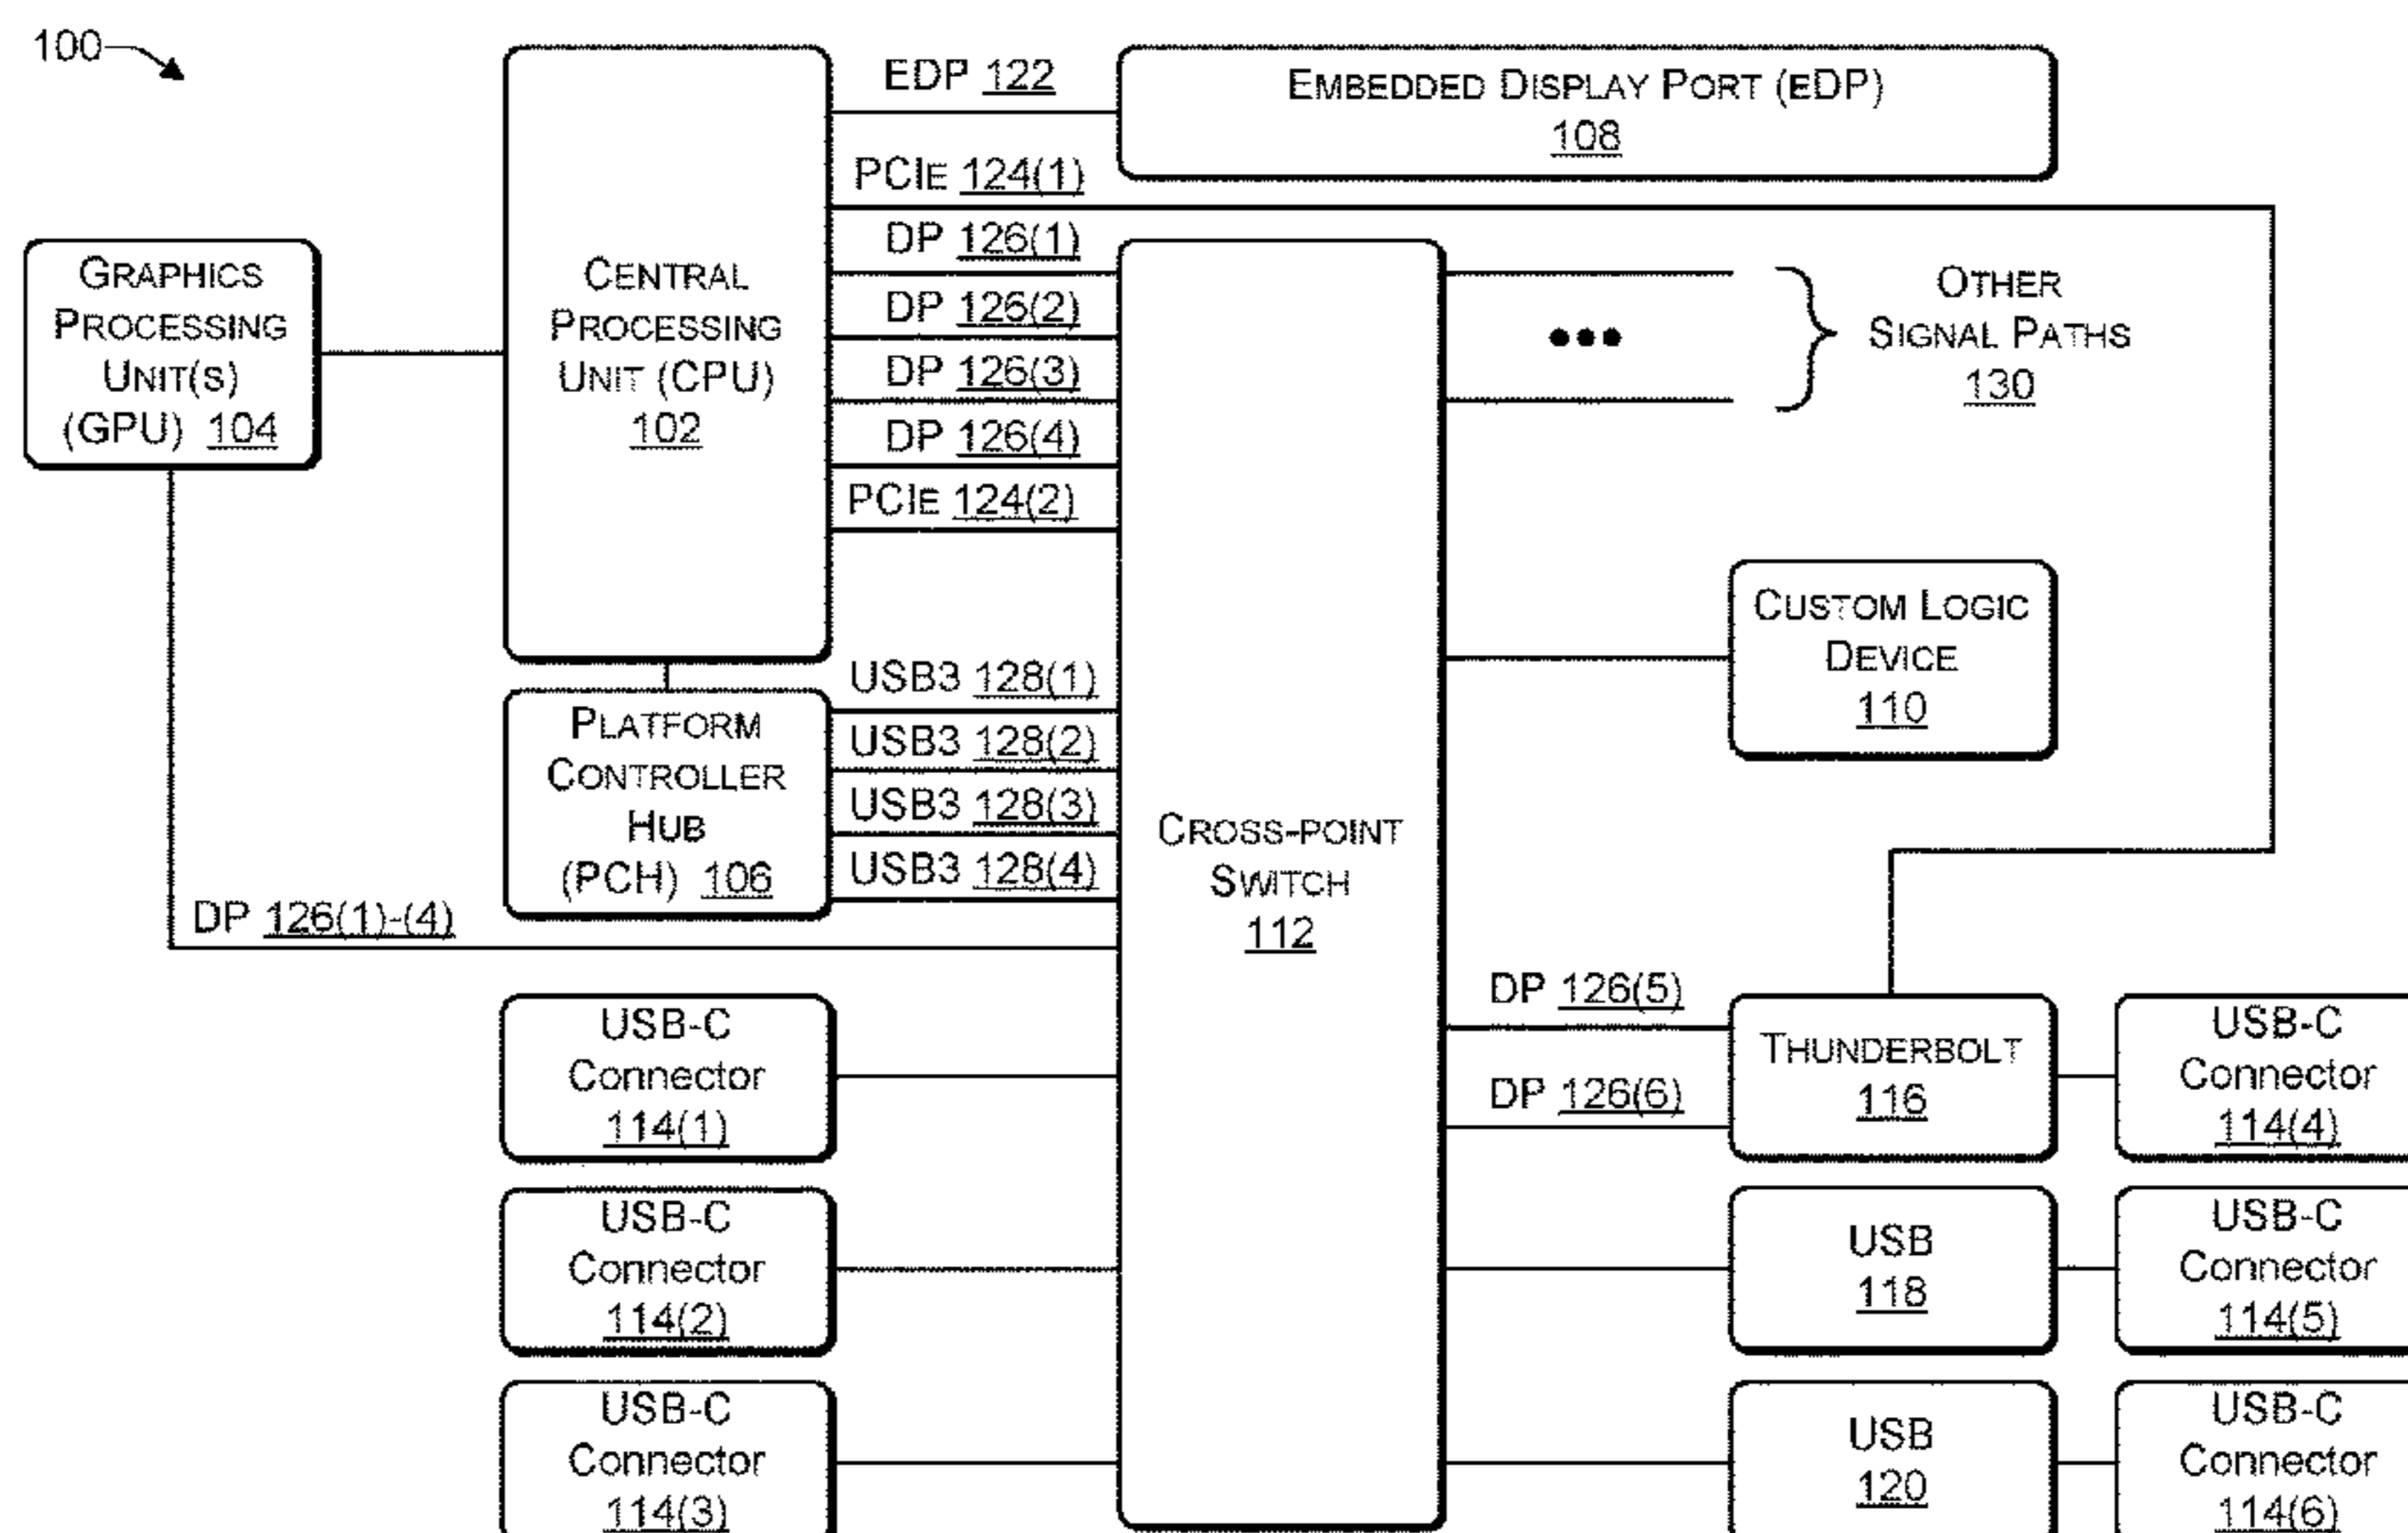 100
EDP 122
EMBEDDED DISPLAY PORT (eDP)
108
PCIE 124(1)
GRAPHICS
PROCESSING
UNIT(S)
(GPU) 104
CENTRAL
PROCESSING
UNIT (CPU)
102
DP 126(1)
DP 126(2)
DP 126(3)
DP 126(4)
PCIE 124(2)
OTHER
SIGNAL PATHS
130
CUSTOM LOGIC
DEVICE
110
PLATFORM
CONTROLLER
HUB
(PCH) 106
USB3 128(1)
USB3 128(2)
USB3 128(3)
USB3 128(4)
DP 126(1)-(4)
CROSS-POINT
SWITCH
112
DP 126(5)
DP 126(6)
THUNDERBOLT
116
USB-C
Connector
114(4)
USB-C
Connector
114(1)
USB-C
Connector
114(2)
USB
118
USB-C
Connector
114(5)
USB-C
Connector
114(3)
USB
120
USB-C
Connector
114(6)